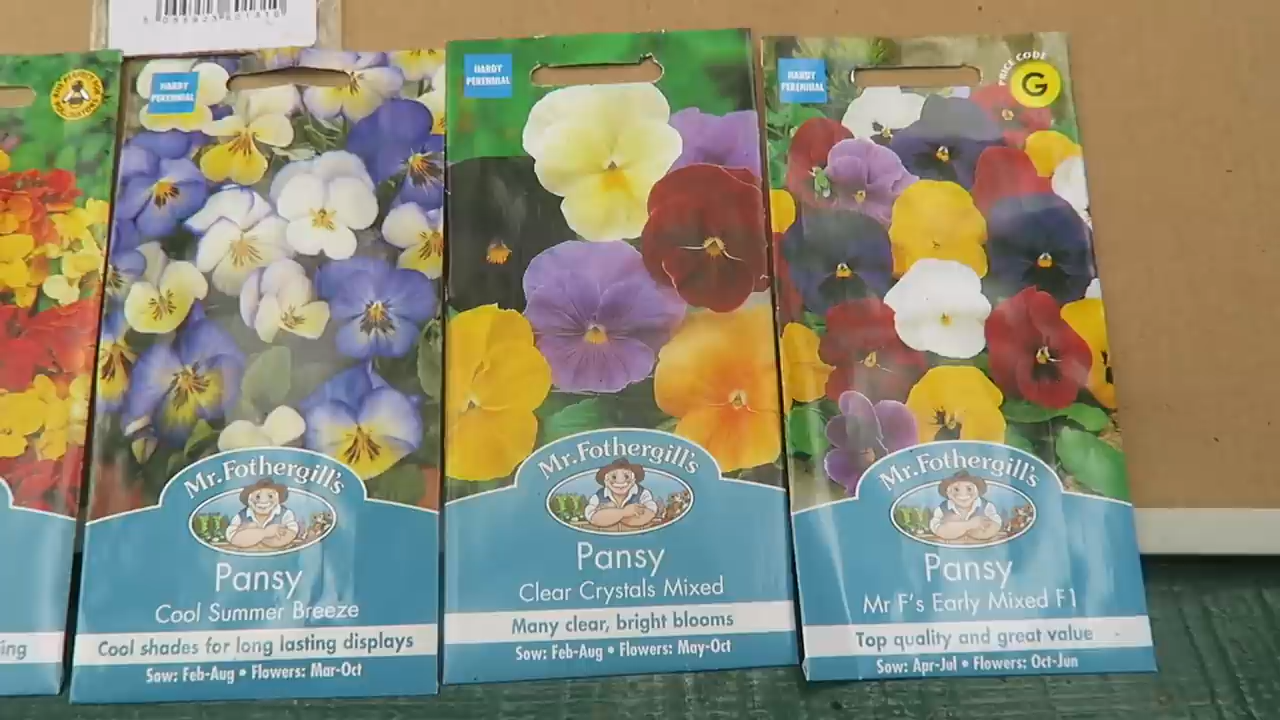 HARDY
PERENNIAL
Mr.Fothergill's
Pansy
Cool Summer Breeze
Cool shades for long lasting displays
Sow: Feb-Aug • Flowers: Mar-Oct
HARDY
PERENNIAL
Mr.Fothergill's
Pansy
Clear Crystals Mixed
Many clear, bright blooms
Sow: Feb-Aug • Flowers: May-Oct
HARDY
PERENNIAL
PRICE CODE
G
Mr.Fothergill's
Pansy
Mr F's Early Mixed F1
Top quality and great value
Sow: Apr-Jul • Flowers: Oct-Jun
ing